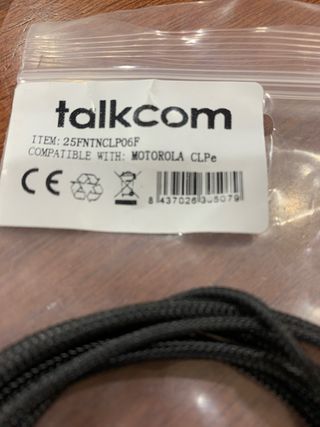 talkcom
ITEM: 25FNTNCLP06F
COMPATIBLE WITH: MOTOROLA CLPe
CE
8 437026 305079